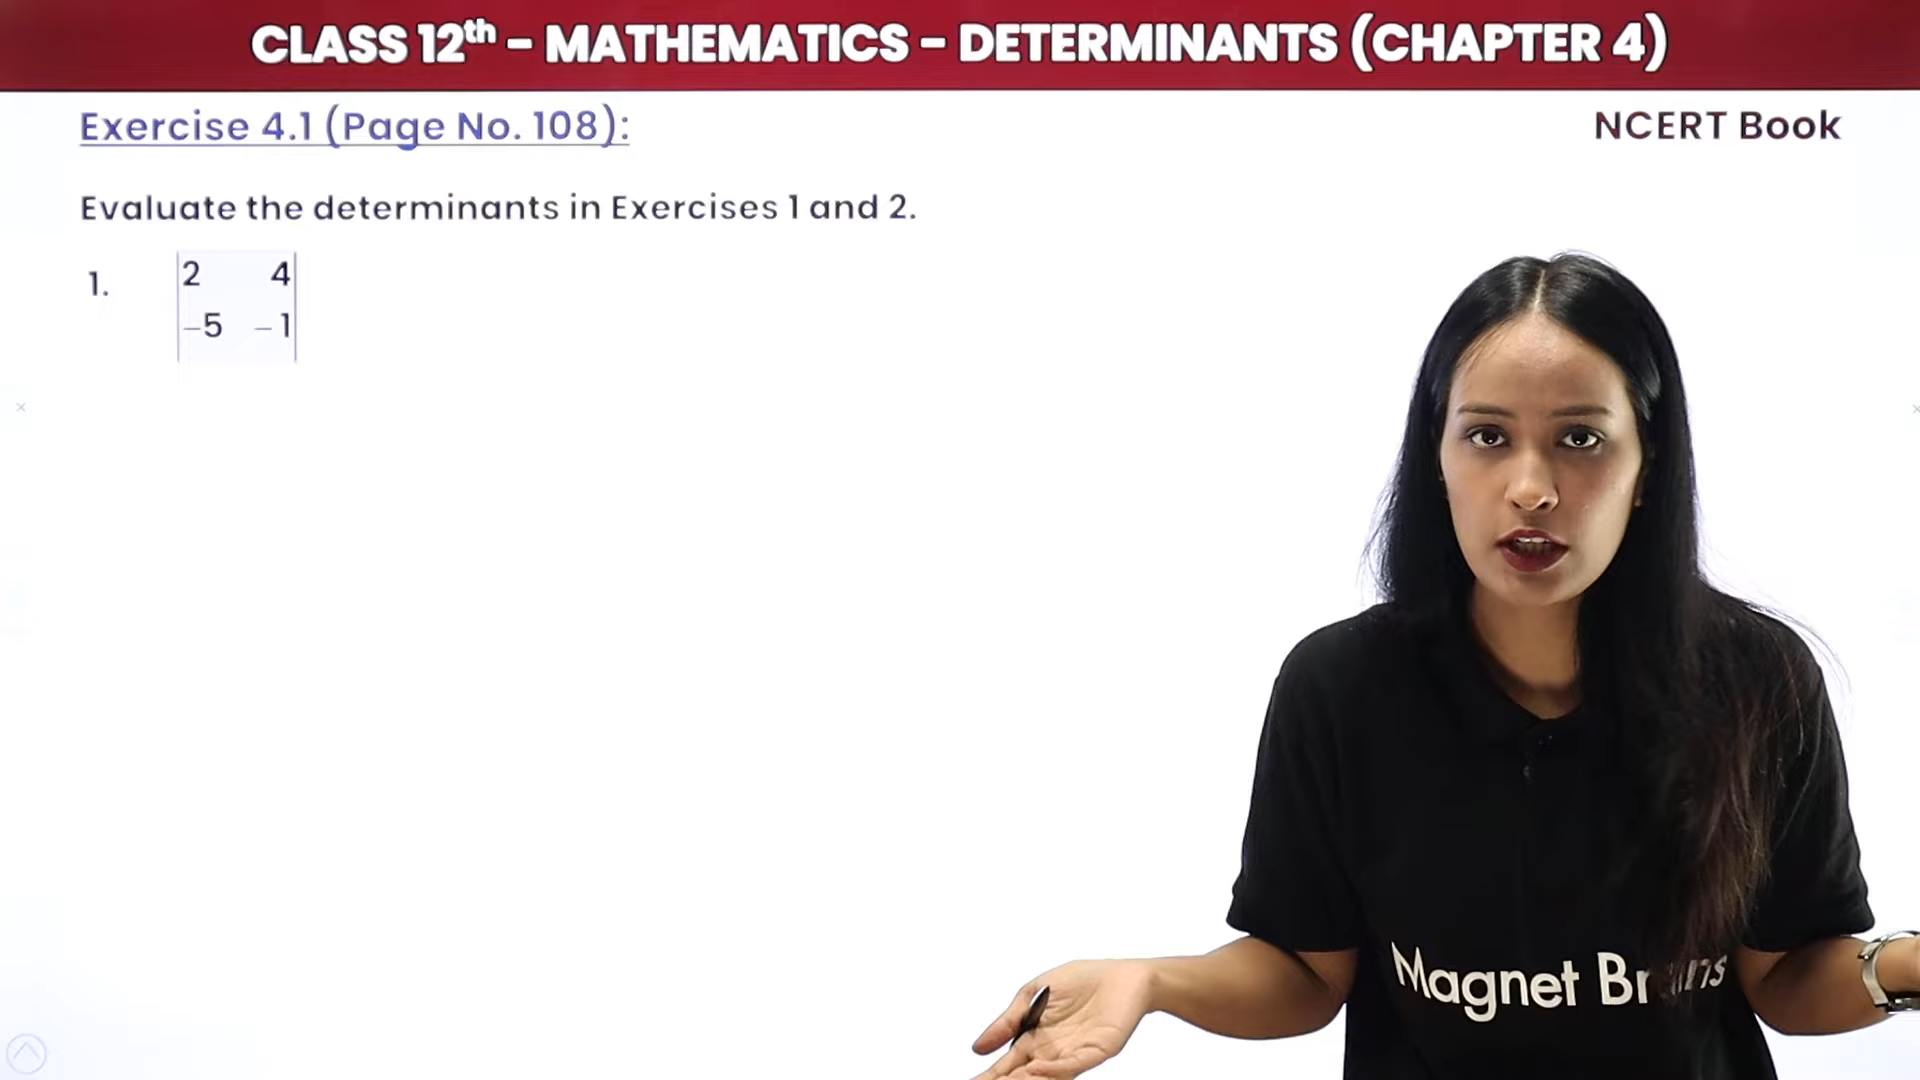 CLASS 12th - MATHEMATICS - DETERMINANTS (CHAPTER 4)
Exercise 4.1 (Page No. 108):
NCERT Book
Evaluate the determinants in Exercises 1 and 2.
1.
2 4
–5 –1
Magnet